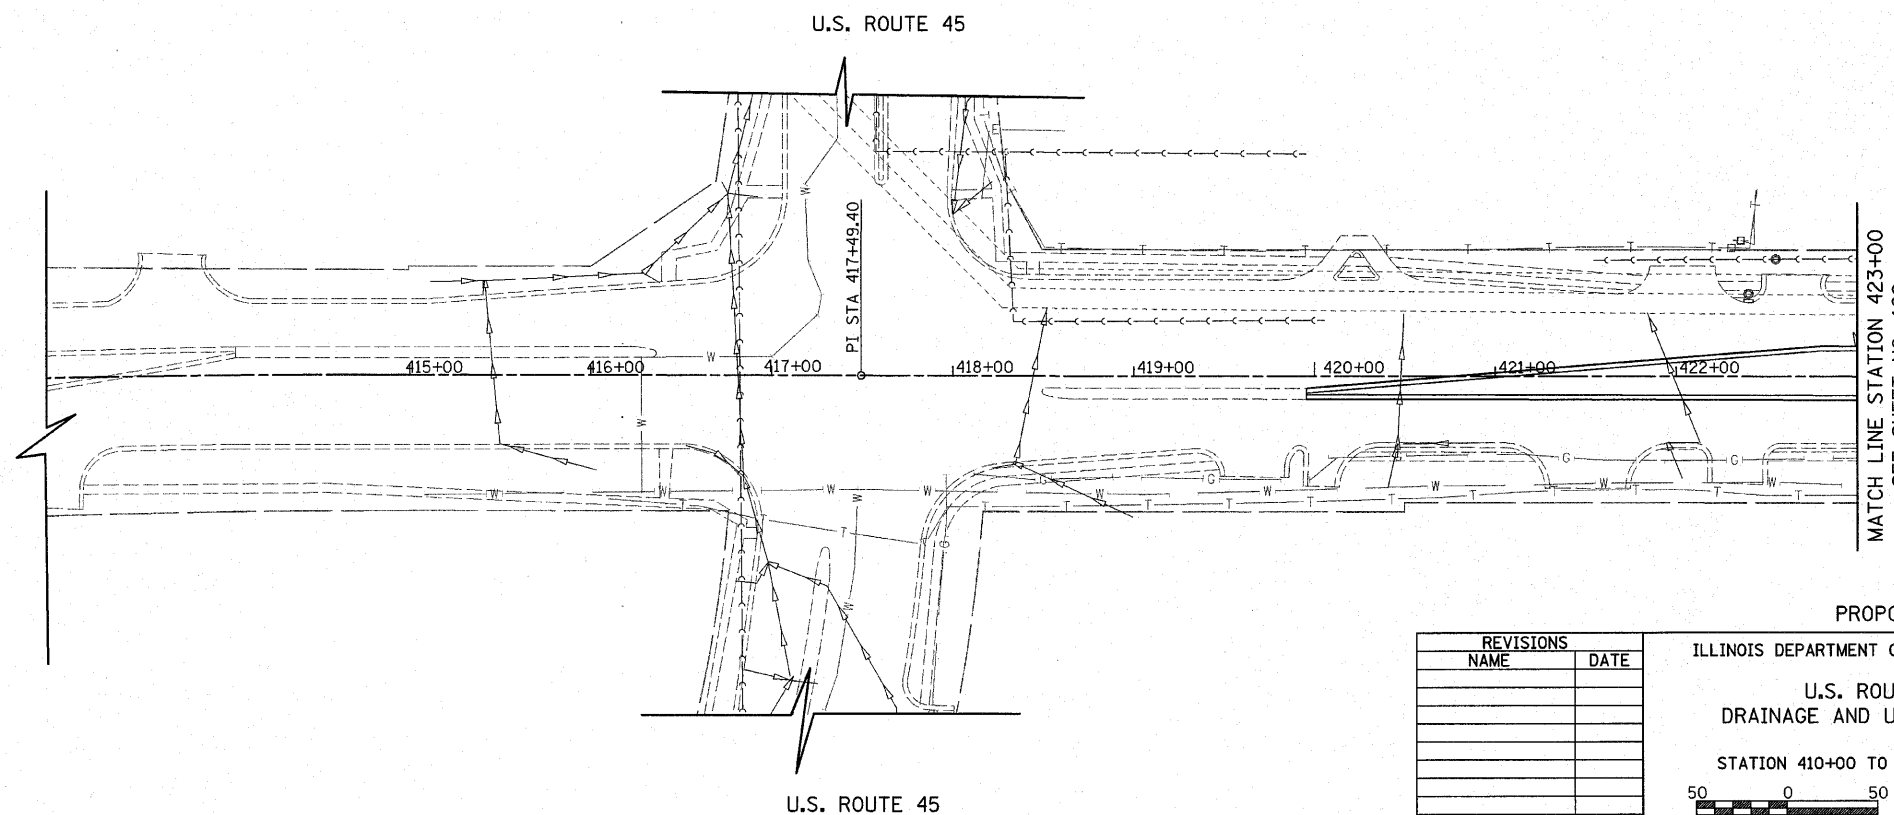 U.S. ROUTE 45
E
W
PI STA 417+49.40
T T T T T T T T T
MATCH LINE STATION 423+00
W
415+00 416+00 417+00 418+00 419+00 420+00 421+00 422+00
W
G G G G
W W W W W W W W W
T T T T T T T T T T
T
G
W
W
U.S. ROUTE 45
PROPO
REVISIONS
NAME DATE
ILLINOIS DEPARTMENT O
U.S. ROU
DRAINAGE AND U
STATION 410+00 TO
50 0 50